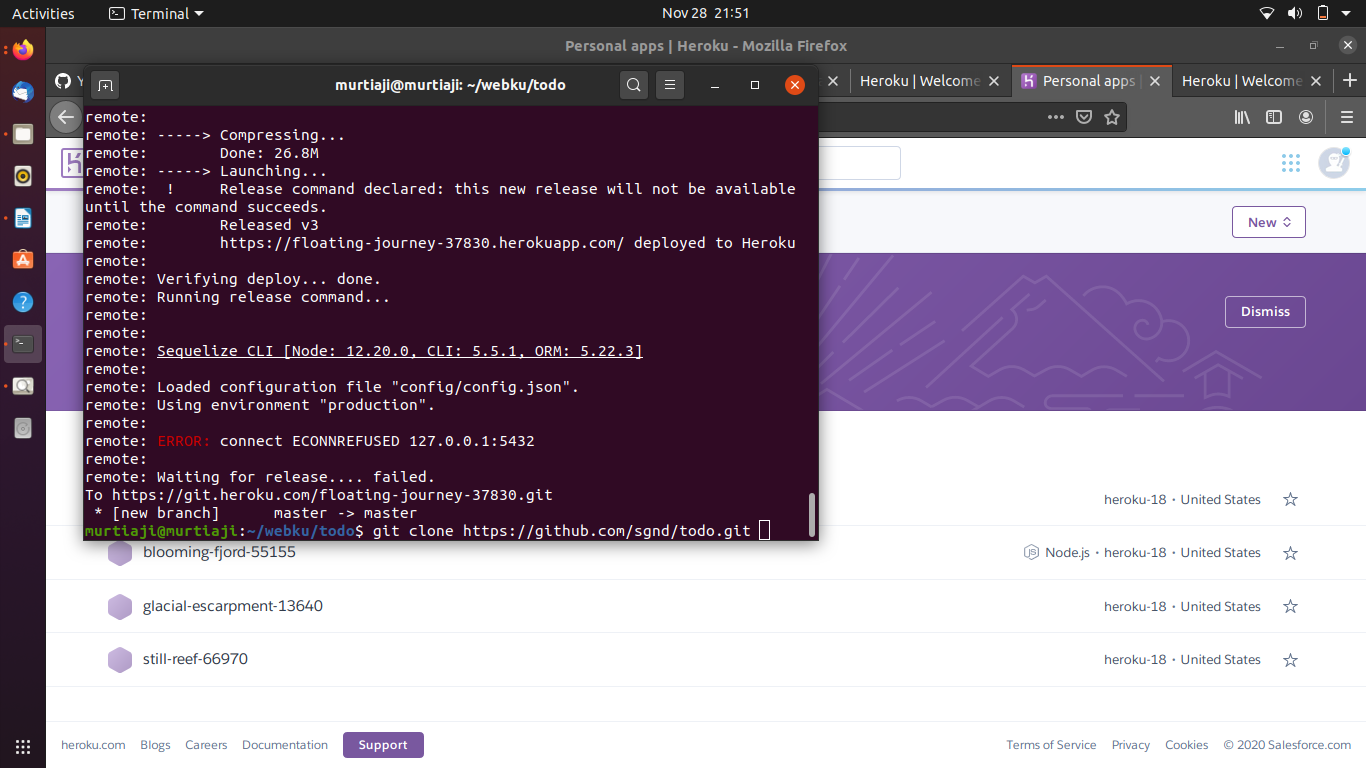 Activities
Terminal
Nov 28 21:51
Personal apps | Heroku - Mozilla Firefox
murtiaji@murtiaji: ~/webku/todo
Heroku | Welcome
Personal apps
Heroku | Welcome
remote:
remote: -----> Compressing...
remote:        Done: 26.8M
remote: -----> Launching...
remote:  !     Release command declared: this new release will not be available
until the command succeeds.
remote:        Released v3
remote:        https://floating-journey-37830.herokuapp.com/ deployed to Heroku
remote:
remote: Verifying deploy... done.
remote: Running release command...
remote:
remote:
remote: Sequelize CLI [Node: 12.20.0, CLI: 5.5.1, ORM: 5.22.3]
remote:
remote: Loaded configuration file "config/config.json".
remote: Using environment "production".
remote:
remote: ERROR: connect ECONNREFUSED 127.0.0.1:5432
remote:
remote: Waiting for release.... failed.
To https://git.heroku.com/floating-journey-37830.git
 * [new branch]      master -> master
murtiaji@murtiaji:~/webku/todo$ git clone https://github.com/sgnd/todo.git
New
Dismiss
heroku-18 · United States
blooming-fjord-55155
Node.js · heroku-18 · United States
glacial-escarpment-13640
heroku-18 · United States
still-reef-66970
heroku-18 · United States
heroku.com
Blogs
Careers
Documentation
Support
Terms of Service
Privacy
Cookies
© 2020 Salesforce.com